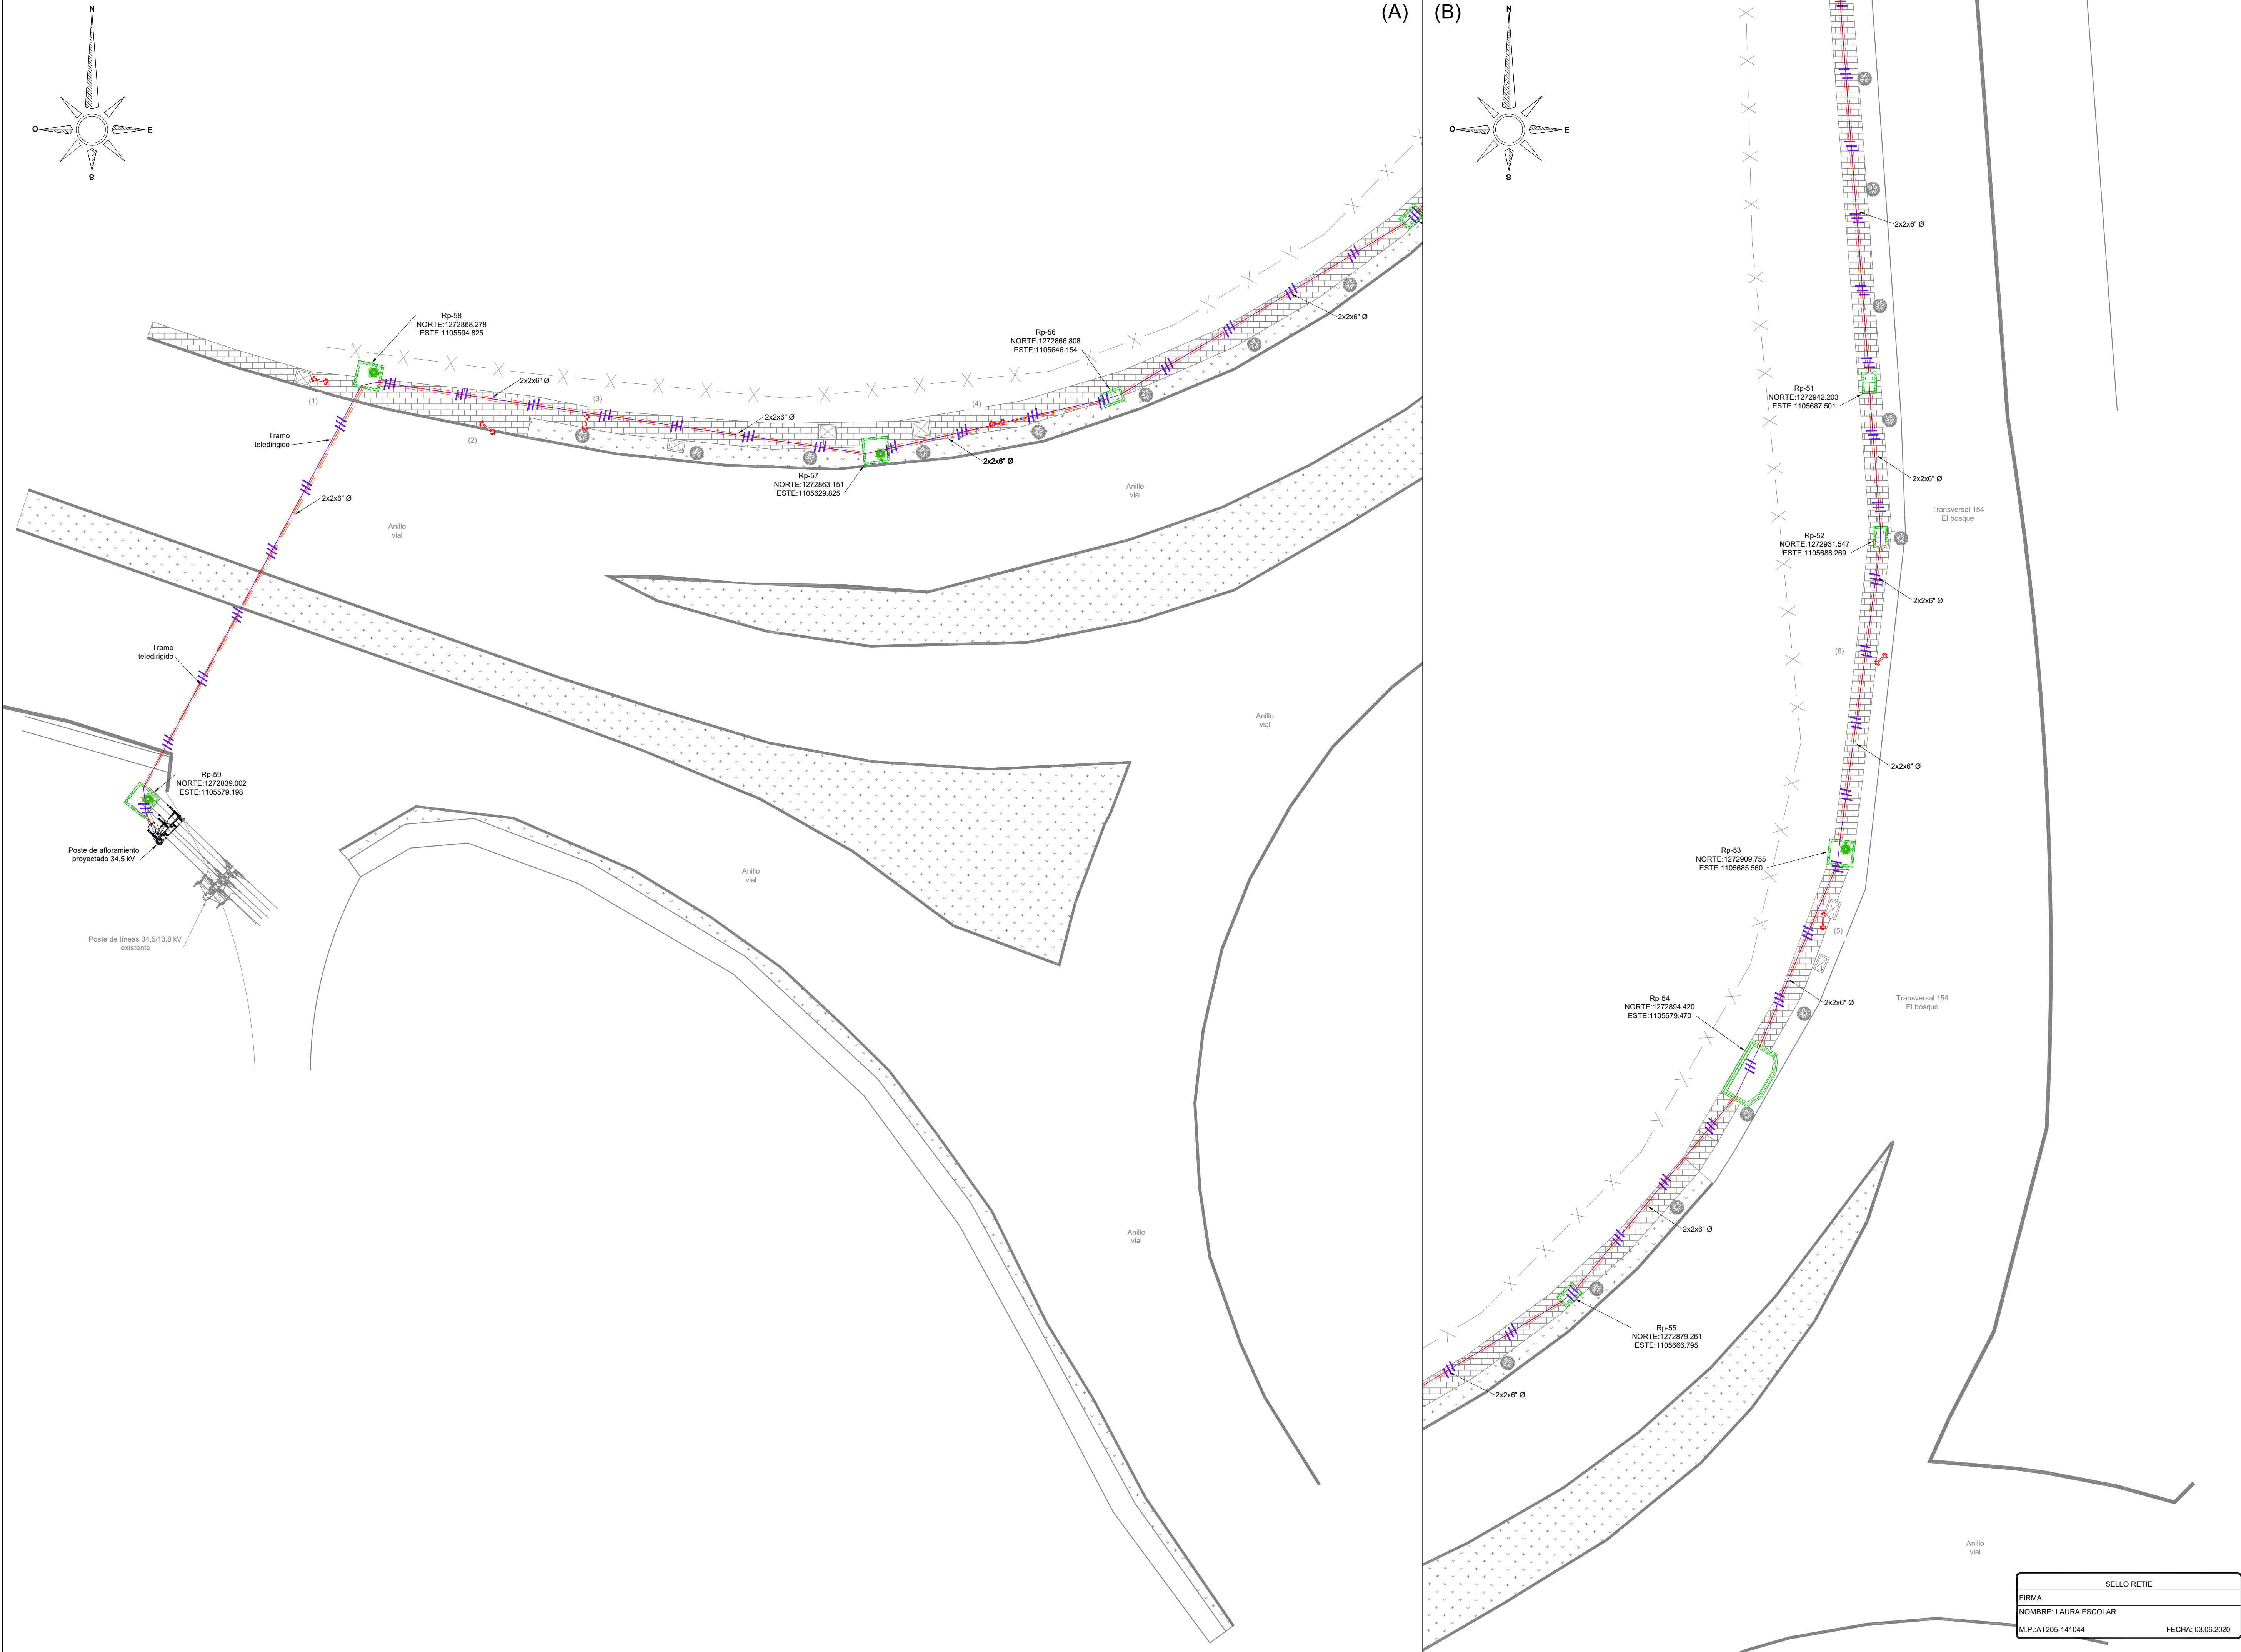 (A)
N
O
E
S
Rp-58
NORTE:1272868.278
ESTE:1105594.825
Rp-56
NORTE:1272866.808
ESTE:1105646.154
2x2x6" Ø
2x2x6" Ø
(3)
(4)
(1)
2x2x6" Ø
Tramo
teledirigido
(2)
2x2x6" Ø
Rp-57
NORTE:1272863.151
ESTE:1105629.825
Anillo
vial
2x2x6" Ø
Anillo
vial
Tramo
teledirigido
Anillo
vial
Rp-59
NORTE:1272839.002
ESTE:1105579.198
Poste de afloramiento
proyectado 34,5 kV
Anillo
vial
Poste de líneas 34,5/13,8 kV
existente
Anillo
vial
(B)
N
O
E
S
2x2x6" Ø
Rp-51
NORTE:1272942.203
ESTE:1105687.501
2x2x6" Ø
Transversal 154
El bosque
Rp-52
NORTE:1272931.547
ESTE:1105688.269
2x2x6" Ø
(6)
2x2x6" Ø
Rp-53
NORTE:1272909.755
ESTE:1105685.560
(5)
Rp-54
NORTE:1272894.420
ESTE:1105679.470
2x2x6" Ø
Transversal 154
El bosque
2x2x6" Ø
Rp-55
NORTE:1272879.261
ESTE:1105666.795
2x2x6" Ø
Anillo
vial
SELLO RETIE
FIRMA:
NOMBRE: LAURA ESCOLAR
M.P.:AT205-141044 FECHA: 03.06.2020